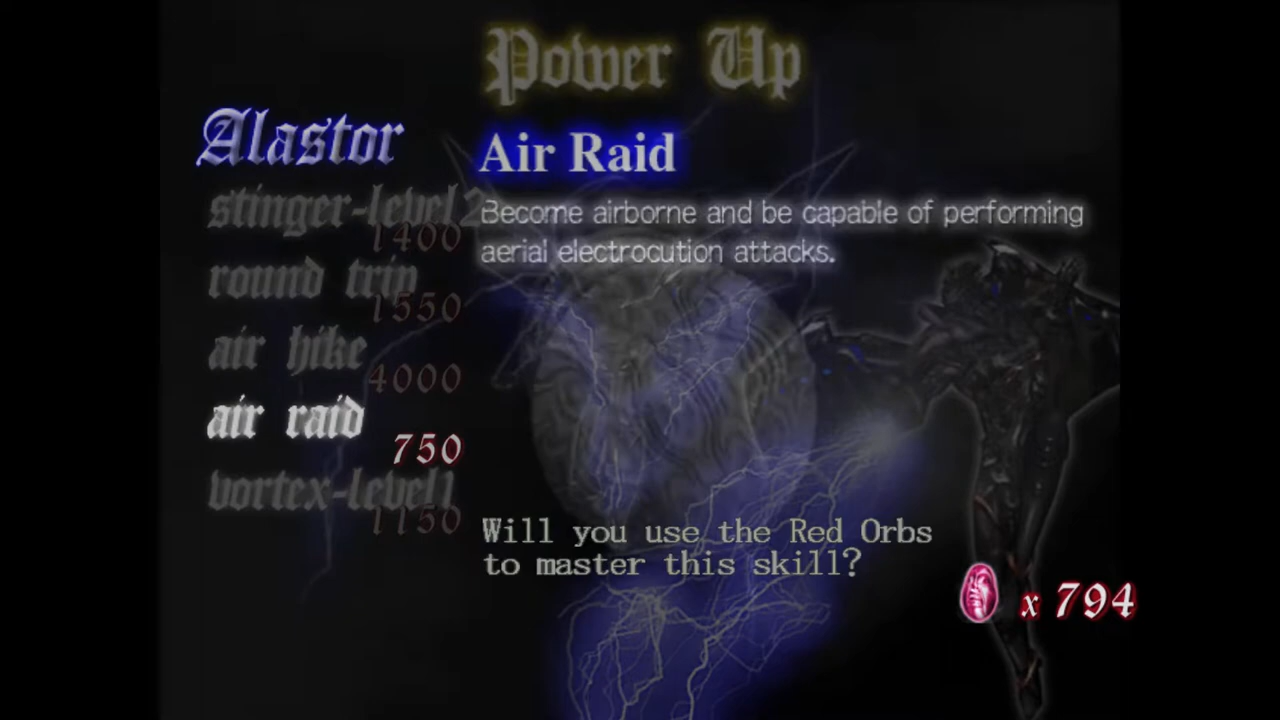 Power Up
Alastor
stinger-level2
1400
round trip
1550
air hike
4000
air raid
750
vortex-level1
1150
Air Raid
Become airborne and be capable of performing
aerial electrocution attacks.
Will you use the Red Orbs
to master this skill?
x 794